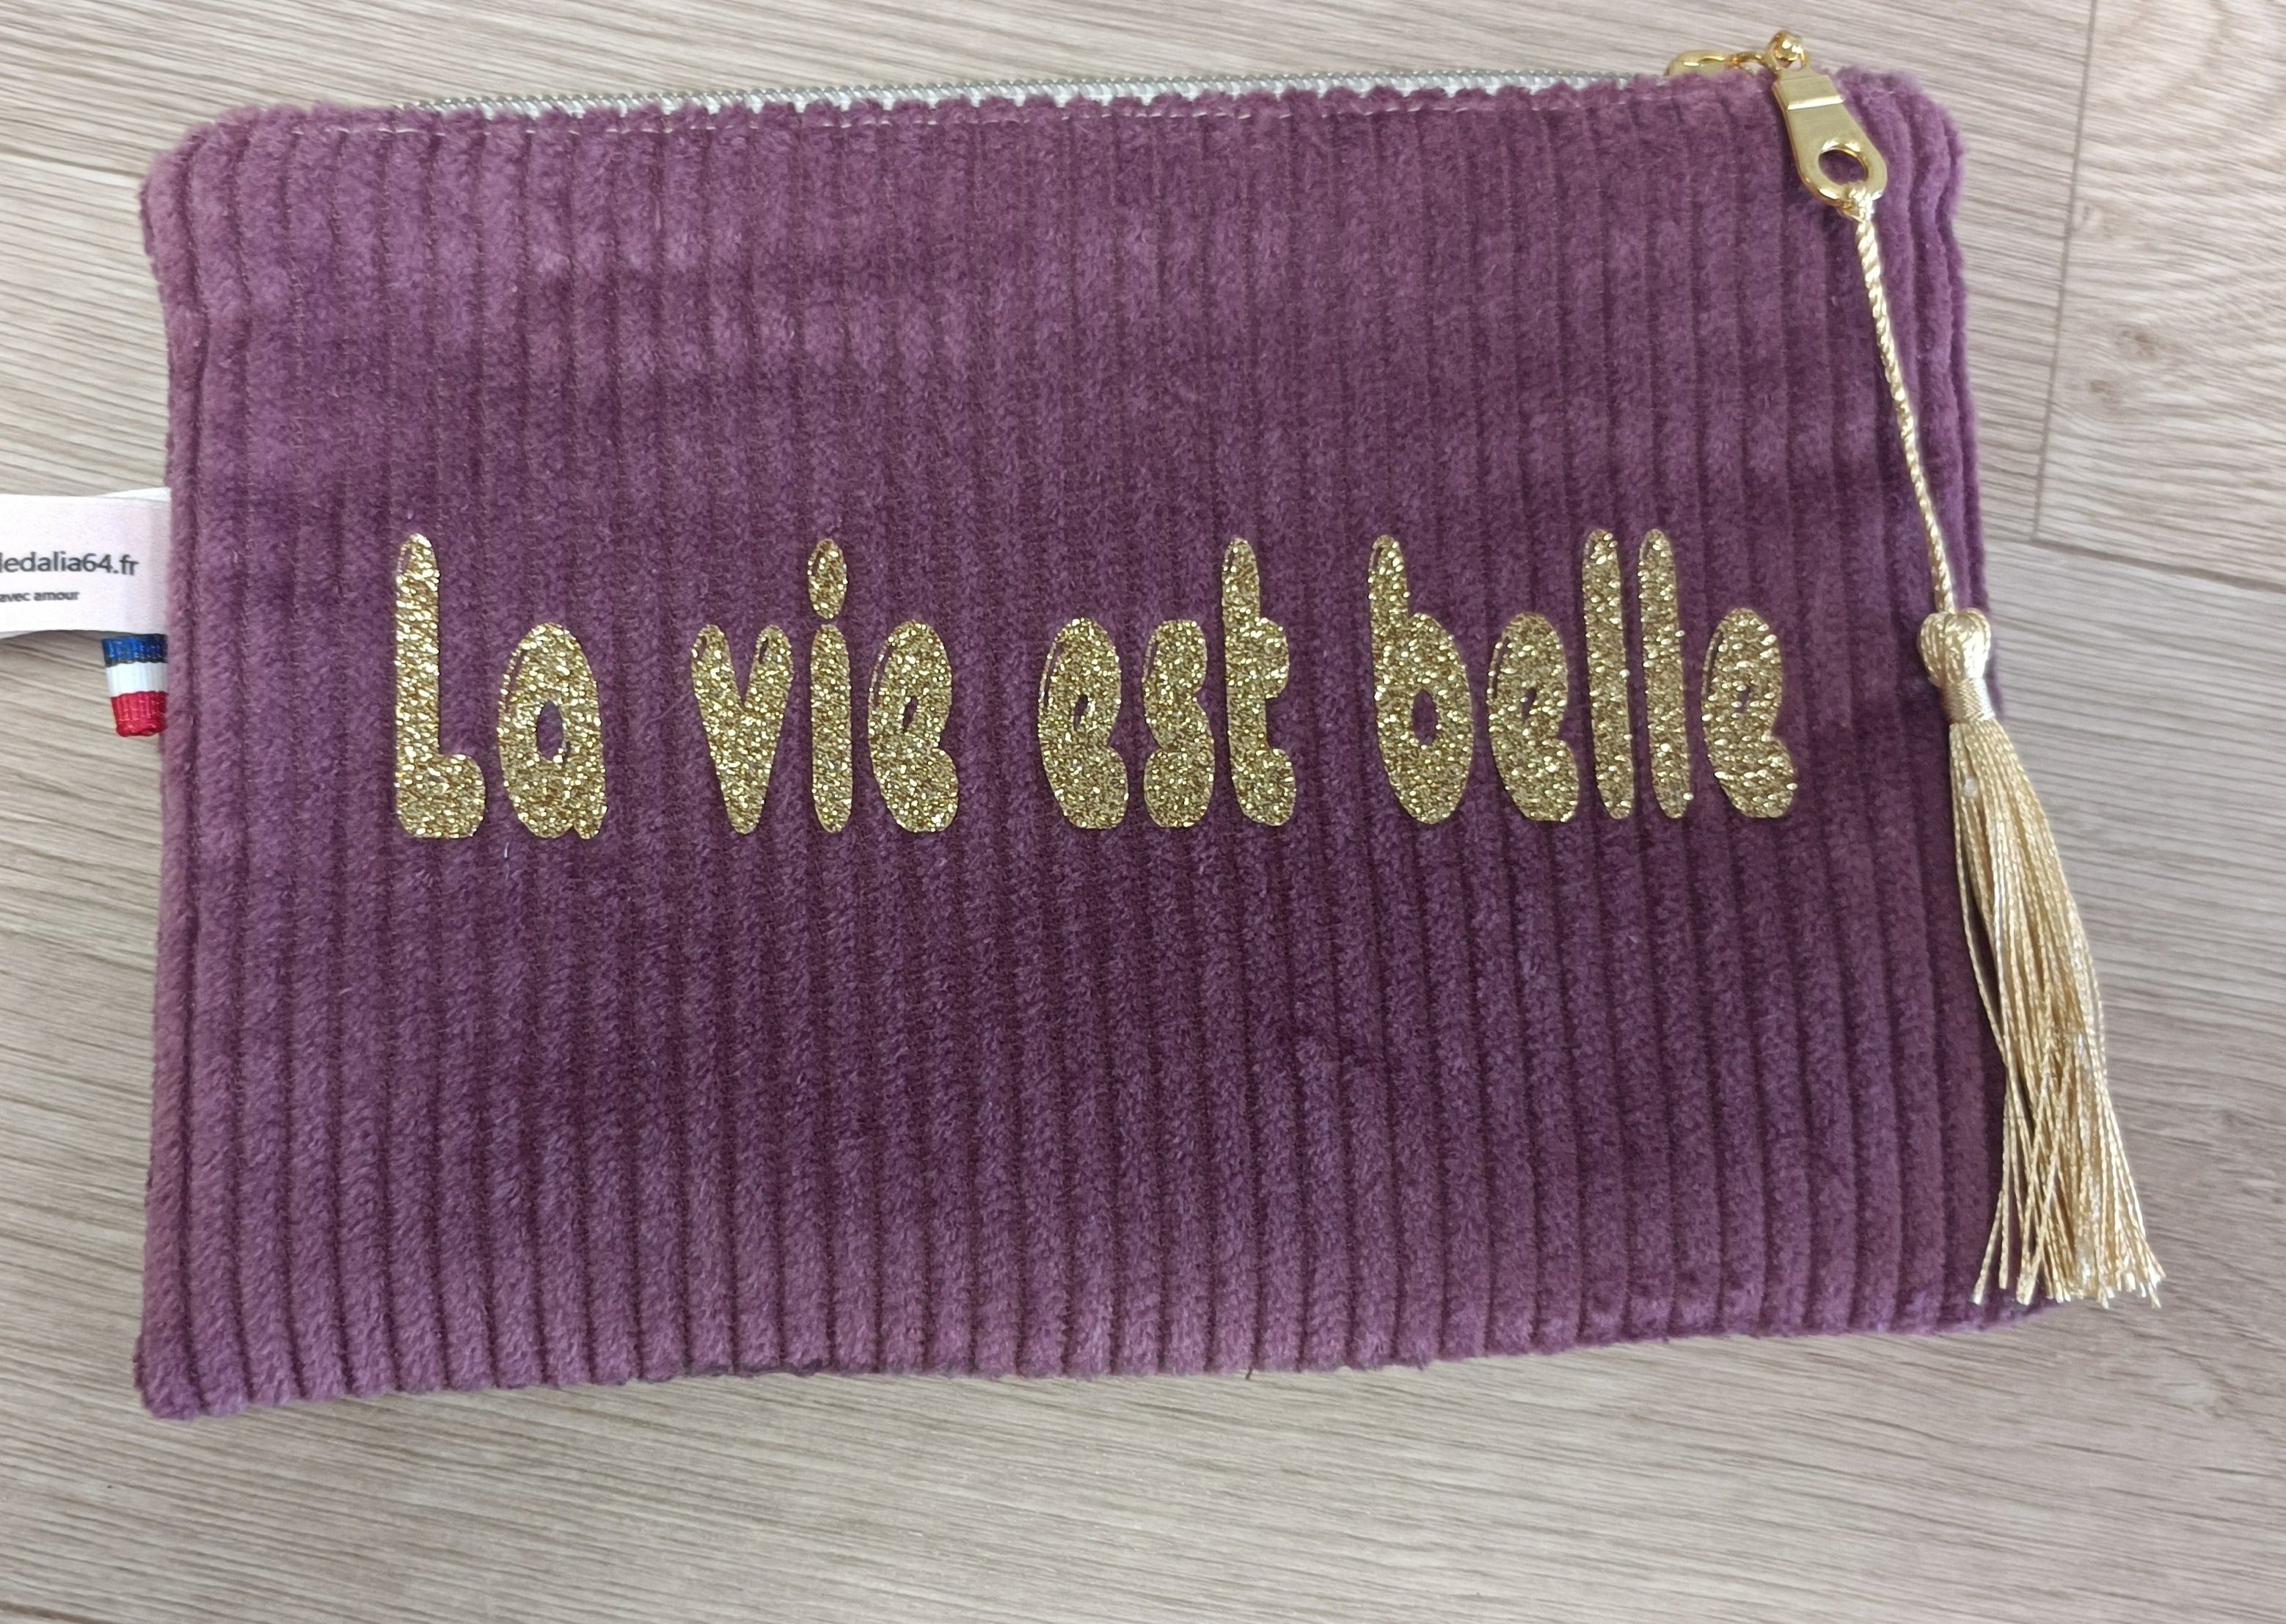 La vie est belle
ledalia64.fr
avec amour